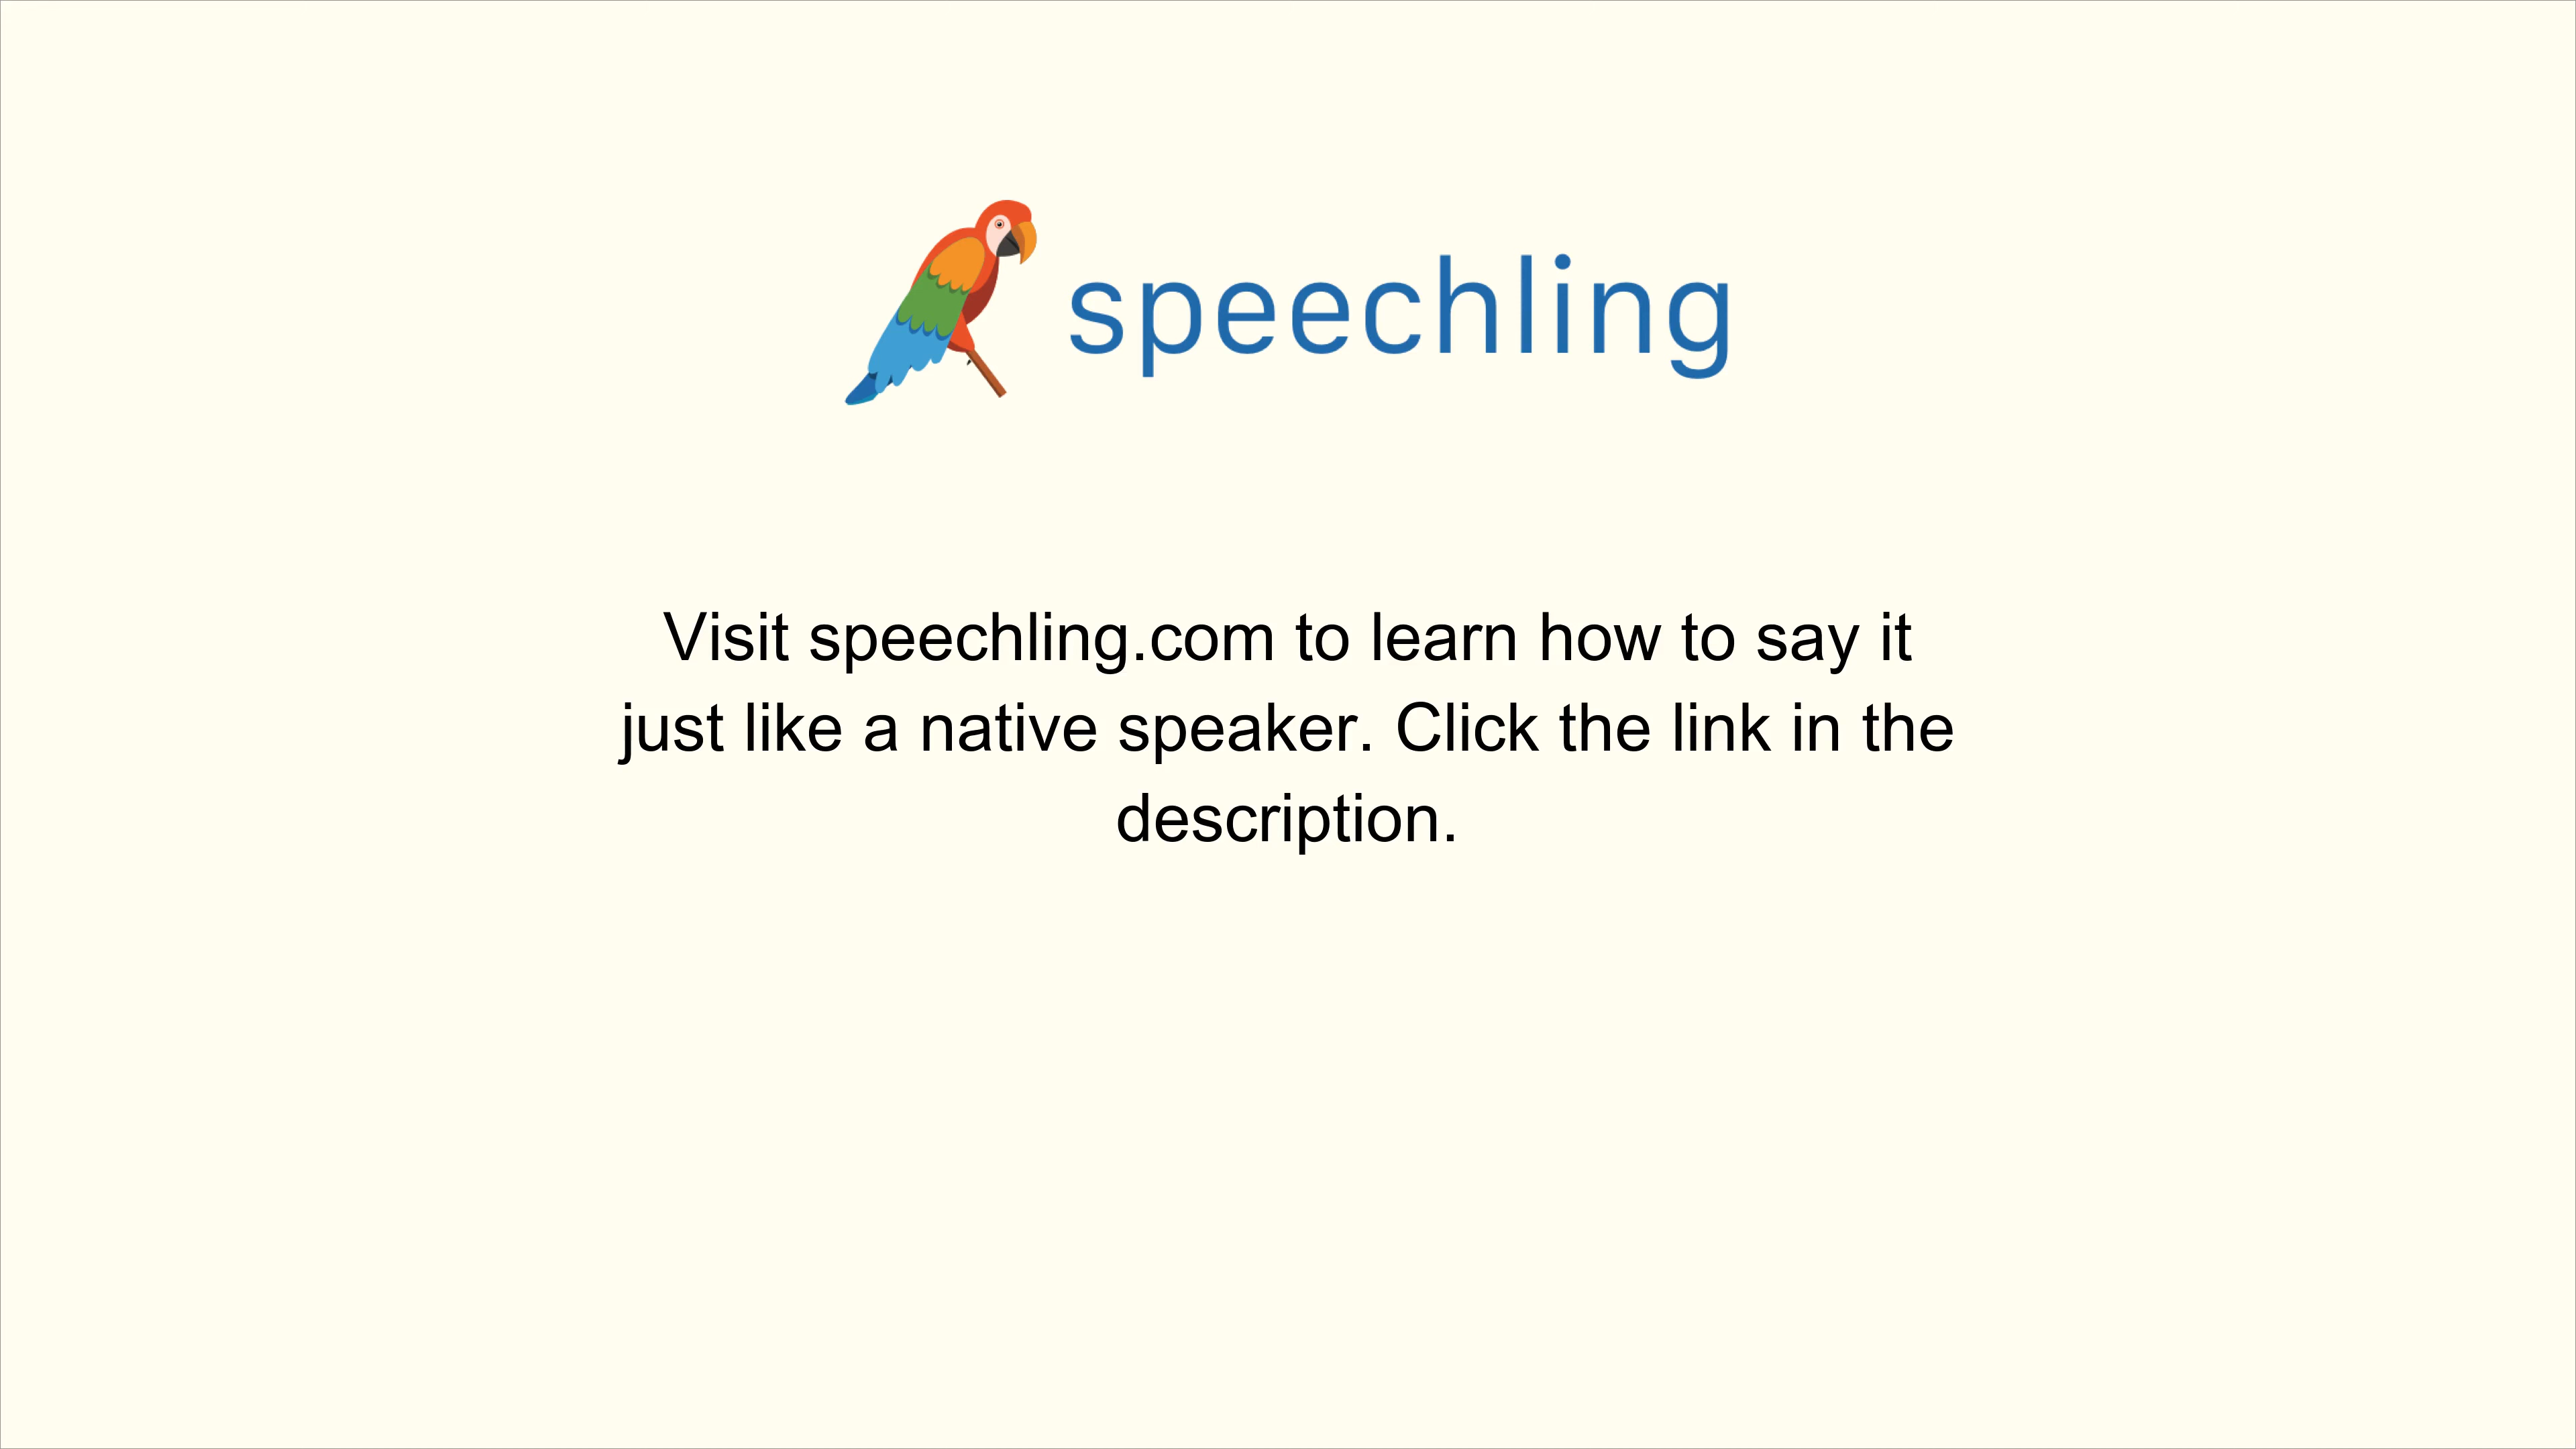 speechling
Visit speechling.com to learn how to say it
just like a native speaker. Click the link in the
description.